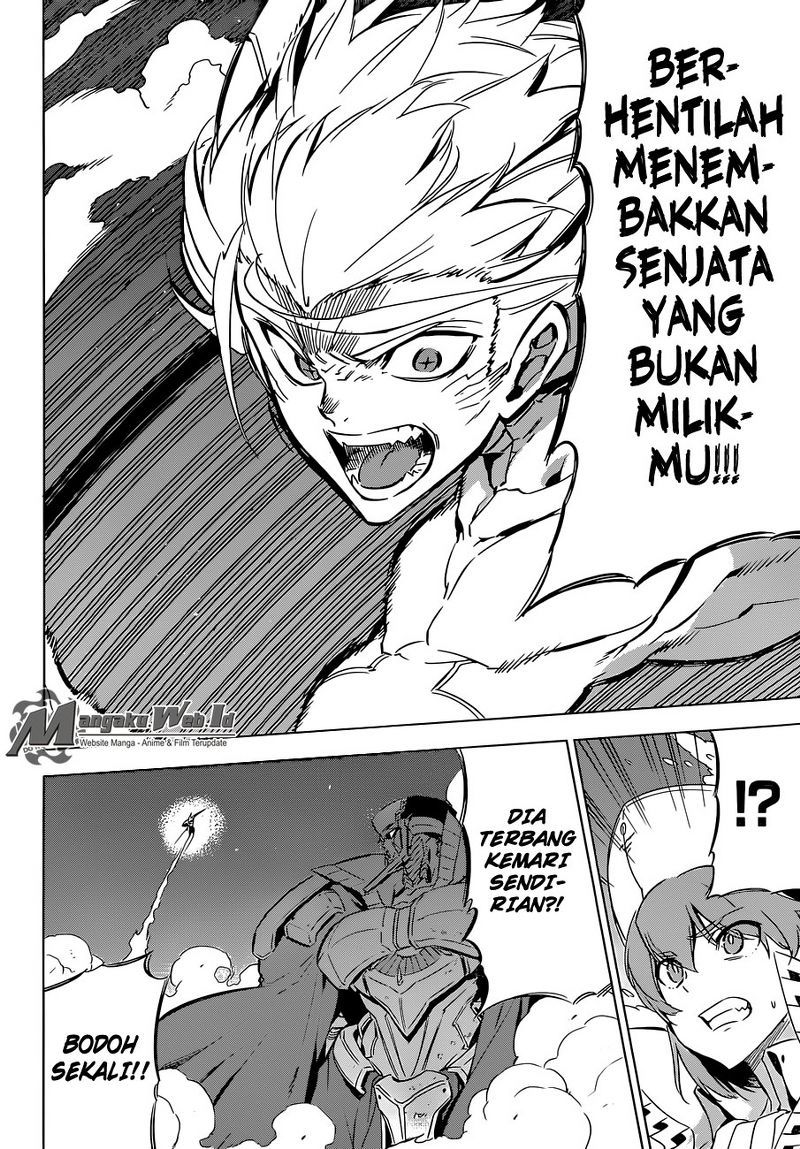 BER-
HENTILAH
MENEM-
BAKKAN
SENJATA
YANG
BUKAN
MILIK-
MU!!!
Mangaku.Web.Id
Website Manga - Anime & Film Terupdate
!?
DIA
TERBANG
KEMARI
SENDI-
RIAN?!
BODOH
SEKALI!!